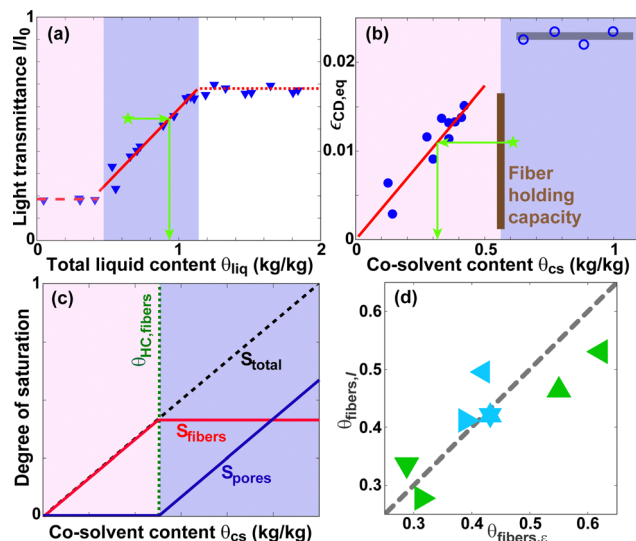 (a)
Light transmittance I/I0
1
0.5
0
0
1
2
Total liquid content θliq (kg/kg)
(b)
ϵCD,eq
0.02
0.01
0
0
0.5
1
Fiber
holding
capacity
Co-solvent content θcs (kg/kg)
(c)
Degree of saturation
1
0
θHC,fibers
Stotal
Sfibers
Spores
Co-solvent content θcs (kg/kg)
(d)
θfibers,I
0.5
0.4
0.3
0.3
0.4
0.5
0.6
θfibers,ε